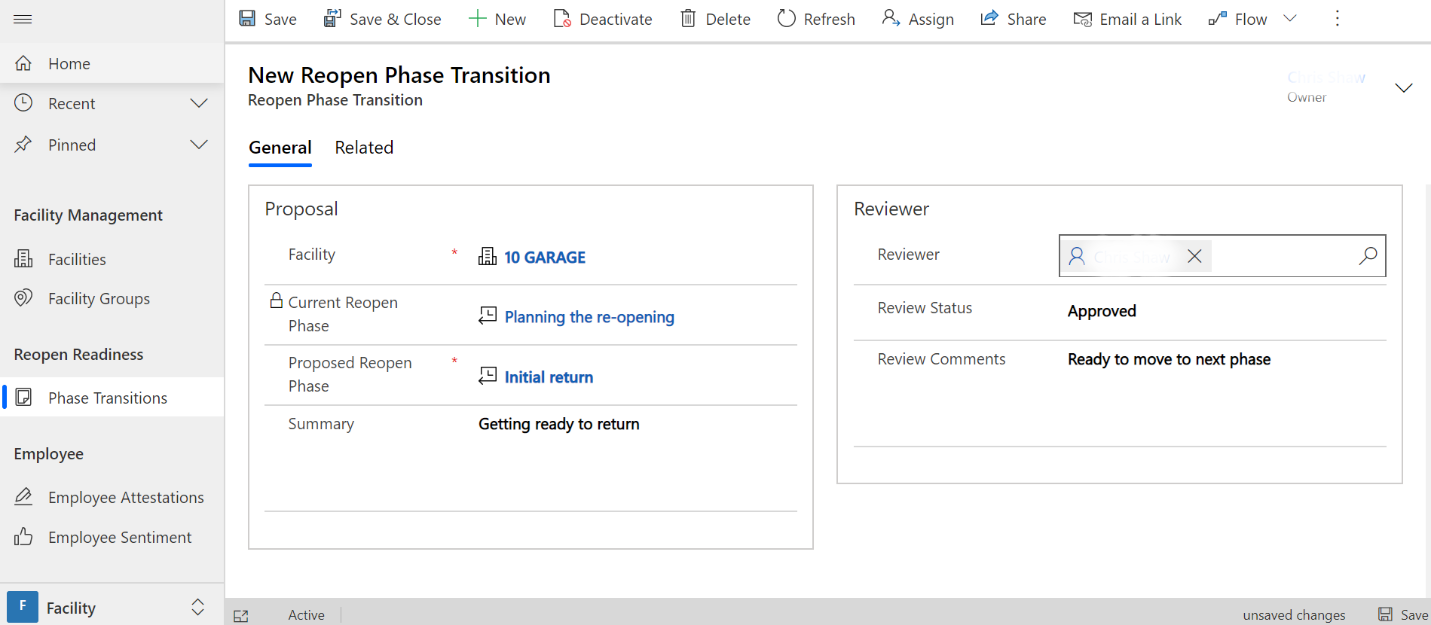 Save
Save & Close
New
Deactivate
Delete
Refresh
Assign
Share
Email a Link
Flow
Home
Recent
Pinned
Facility Management
Facilities
Facility Groups
Reopen Readiness
Phase Transitions
Employee
Employee Attestations
Employee Sentiment
F
Facility
New Reopen Phase Transition
Reopen Phase Transition
Owner
General
Related
Proposal
Facility *
10 GARAGE
Current Reopen
Phase
Planning the re-opening
Proposed Reopen *
Phase
Initial return
Summary
Getting ready to return
Reviewer
Reviewer
Review Status
Approved
Review Comments
Ready to move to next phase
Active
unsaved changes
Save